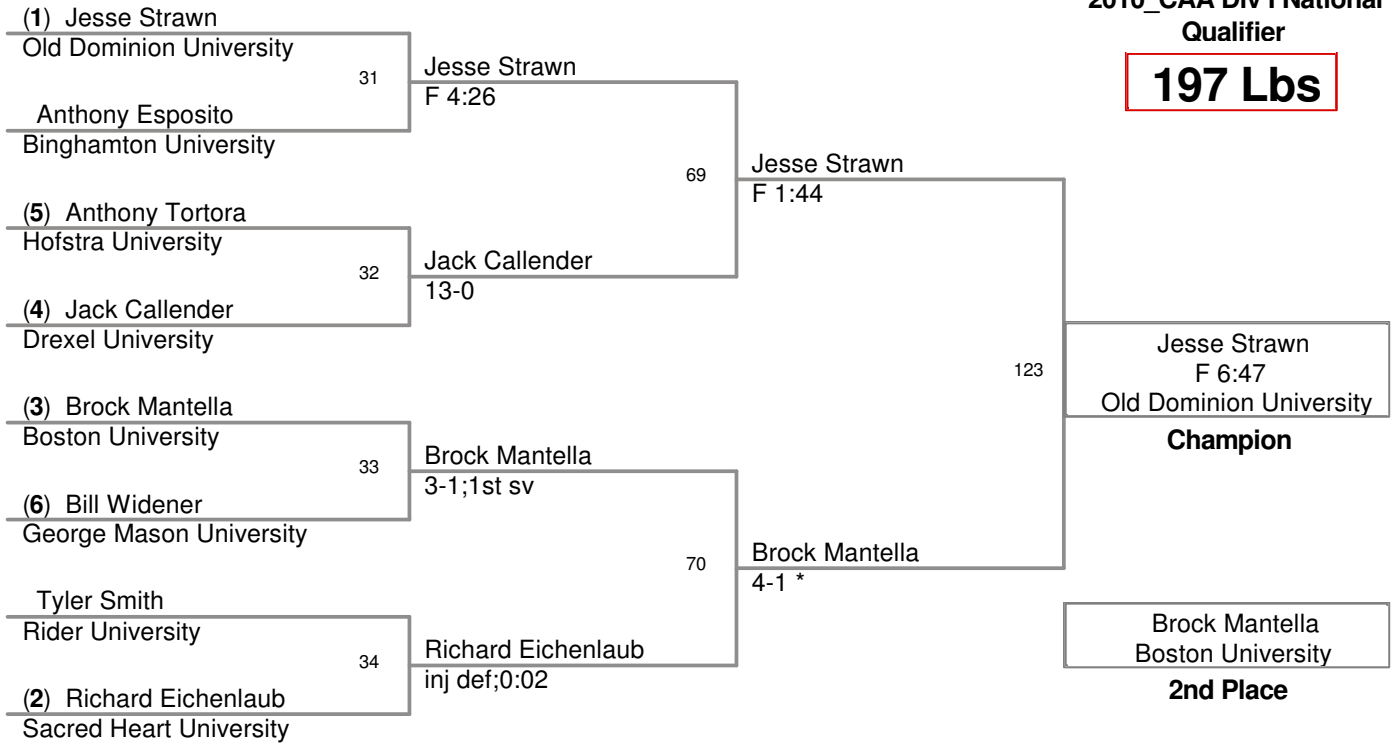 2010_CAA Div I National
Qualifier
197 Lbs
(1) Jesse Strawn
Old Dominion University
31
Anthony Esposito
Binghamton University
Jesse Strawn
F 4:26
(5) Anthony Tortora
Hofstra University
32
(4) Jack Callender
Drexel University
Jack Callender
13-0
69
Jesse Strawn
F 1:44
(3) Brock Mantella
Boston University
33
(6) Bill Widener
George Mason University
Brock Mantella
3-1;1st sv
Tyler Smith
Rider University
34
(2) Richard Eichenlaub
Sacred Heart University
Richard Eichenlaub
inj def;0:02
70
Brock Mantella
4-1 *
123
Jesse Strawn
F 6:47
Old Dominion University
Champion
Brock Mantella
Boston University
2nd Place